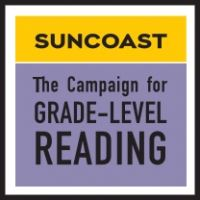 SUNCOAST
The Campaign for
GRADE-LEVEL
READING